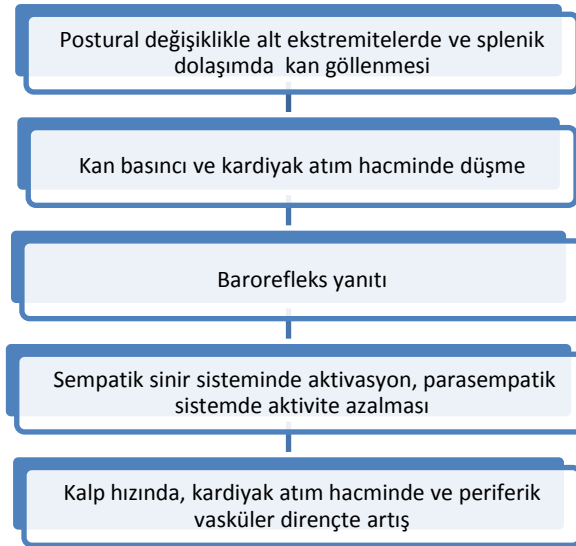 Postural değişiklikle alt ekstremitelerde ve splenik
dolaşımda kan göllenmesi
Kan basıncı ve kardiyak atım hacminde düşme
Barorefleks yanıtı
Sempatik sinir sisteminde aktivasyon, parasempatik
sistemde aktivite azalması
Kalp hızında, kardiyak atım hacminde ve periferik
vasküler dirençte artış